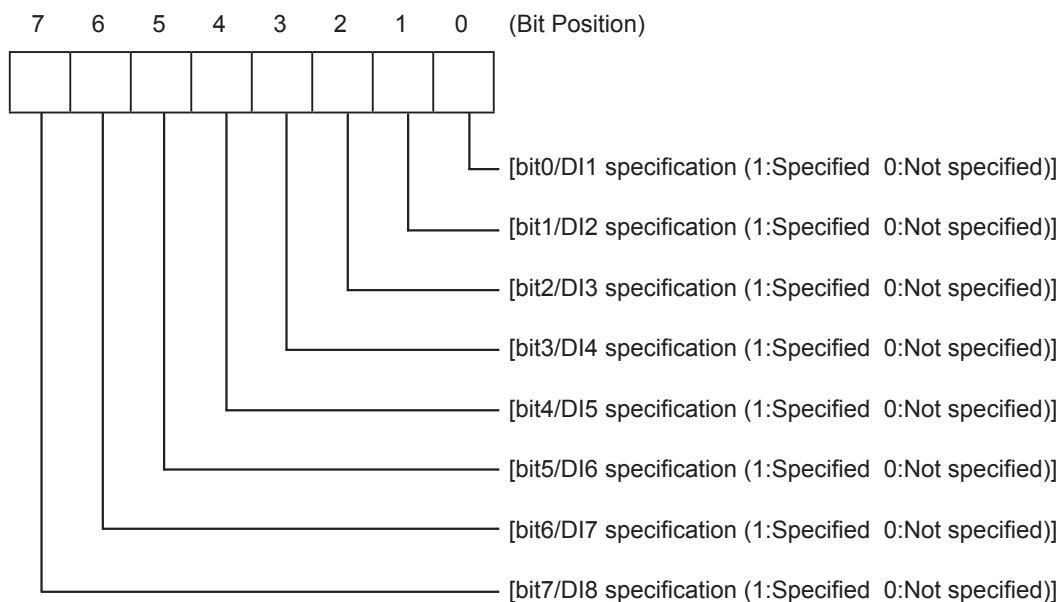 7 6 5 4 3 2 1 0 (Bit Position)
[bit0/DI1 specification (1:Specified 0:Not specified)]
[bit1/DI2 specification (1:Specified 0:Not specified)]
[bit2/DI3 specification (1:Specified 0:Not specified)]
[bit3/DI4 specification (1:Specified 0:Not specified)]
[bit4/DI5 specification (1:Specified 0:Not specified)]
[bit5/DI6 specification (1:Specified 0:Not specified)]
[bit6/DI7 specification (1:Specified 0:Not specified)]
[bit7/DI8 specification (1:Specified 0:Not specified)]